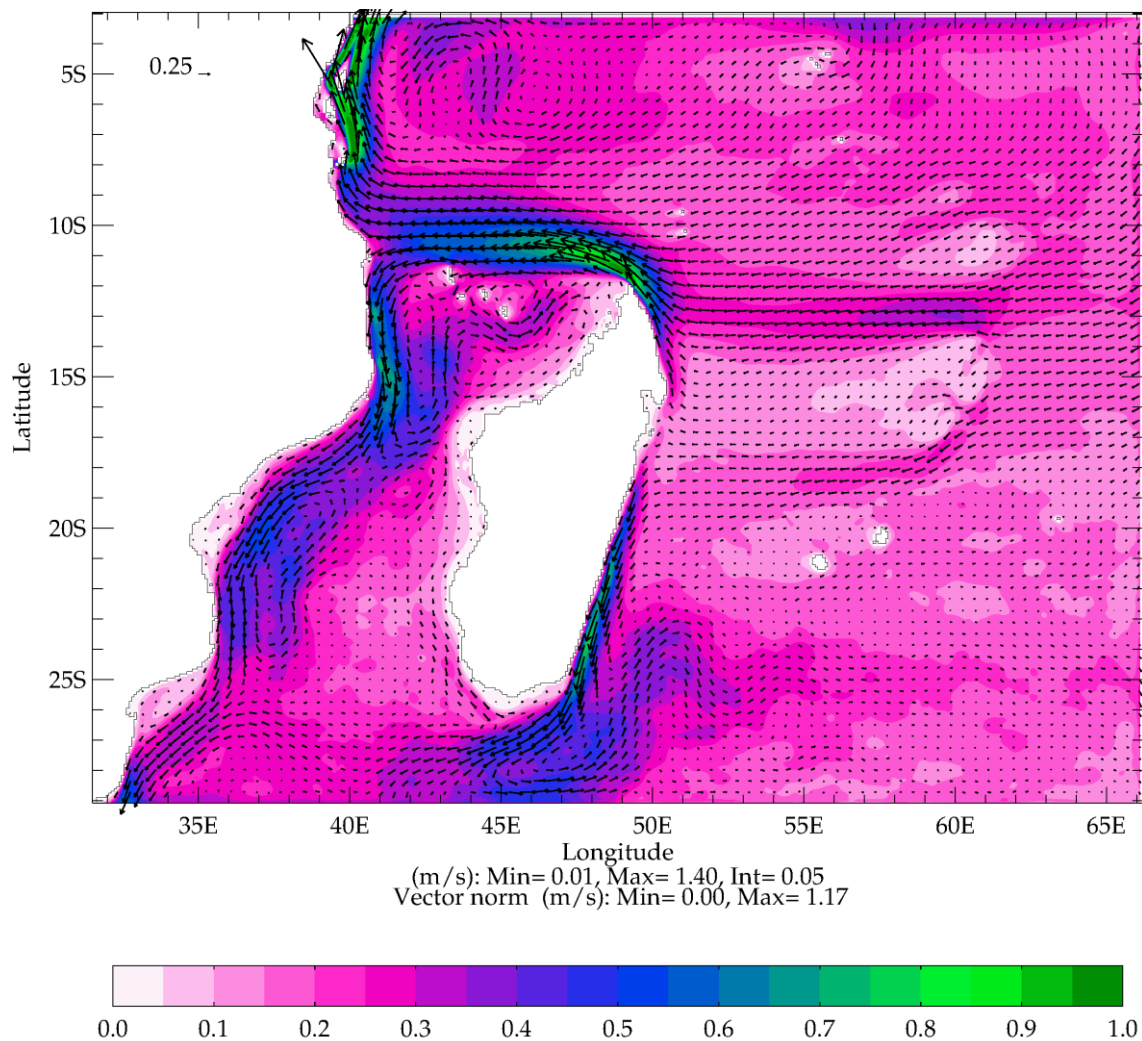 5S
0.25
10S
Latitude
15S
20S
25S
35E 40E 45E 50E 55E 60E 65E
Longitude
(m/s): Min= 0.01, Max= 1.40, Int= 0.05
Vector norm (m/s): Min= 0.00, Max= 1.17
0.0 0.1 0.2 0.3 0.4 0.5 0.6 0.7 0.8 0.9 1.0